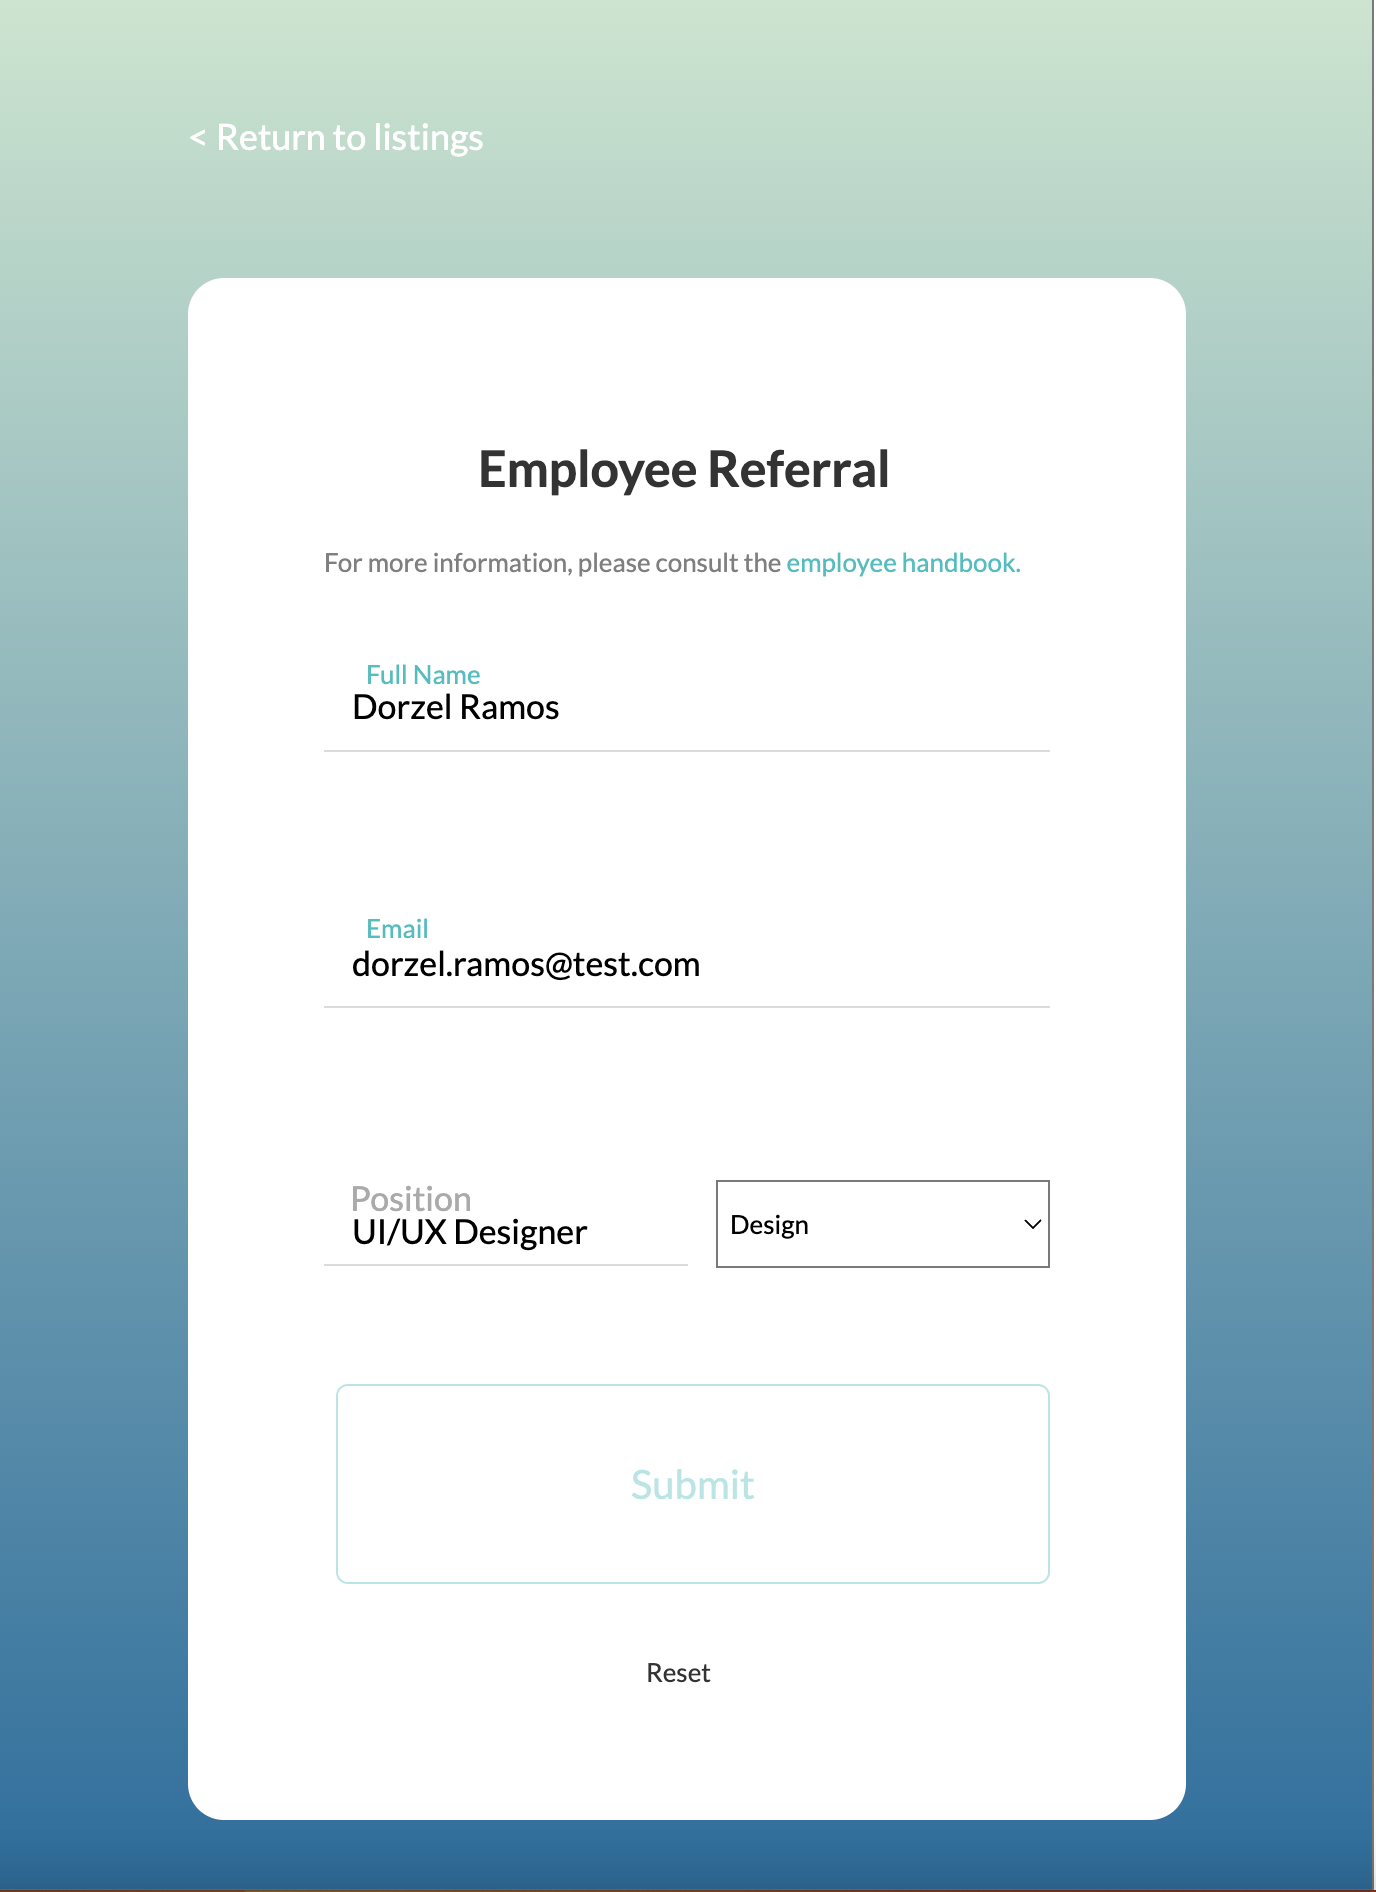 < Return to listings
Employee Referral
For more information, please consult the employee handbook.
Full Name
Dorzel Ramos
Email
dorzel.ramos@test.com
Position
UI/UX Designer
Design
Submit
Reset